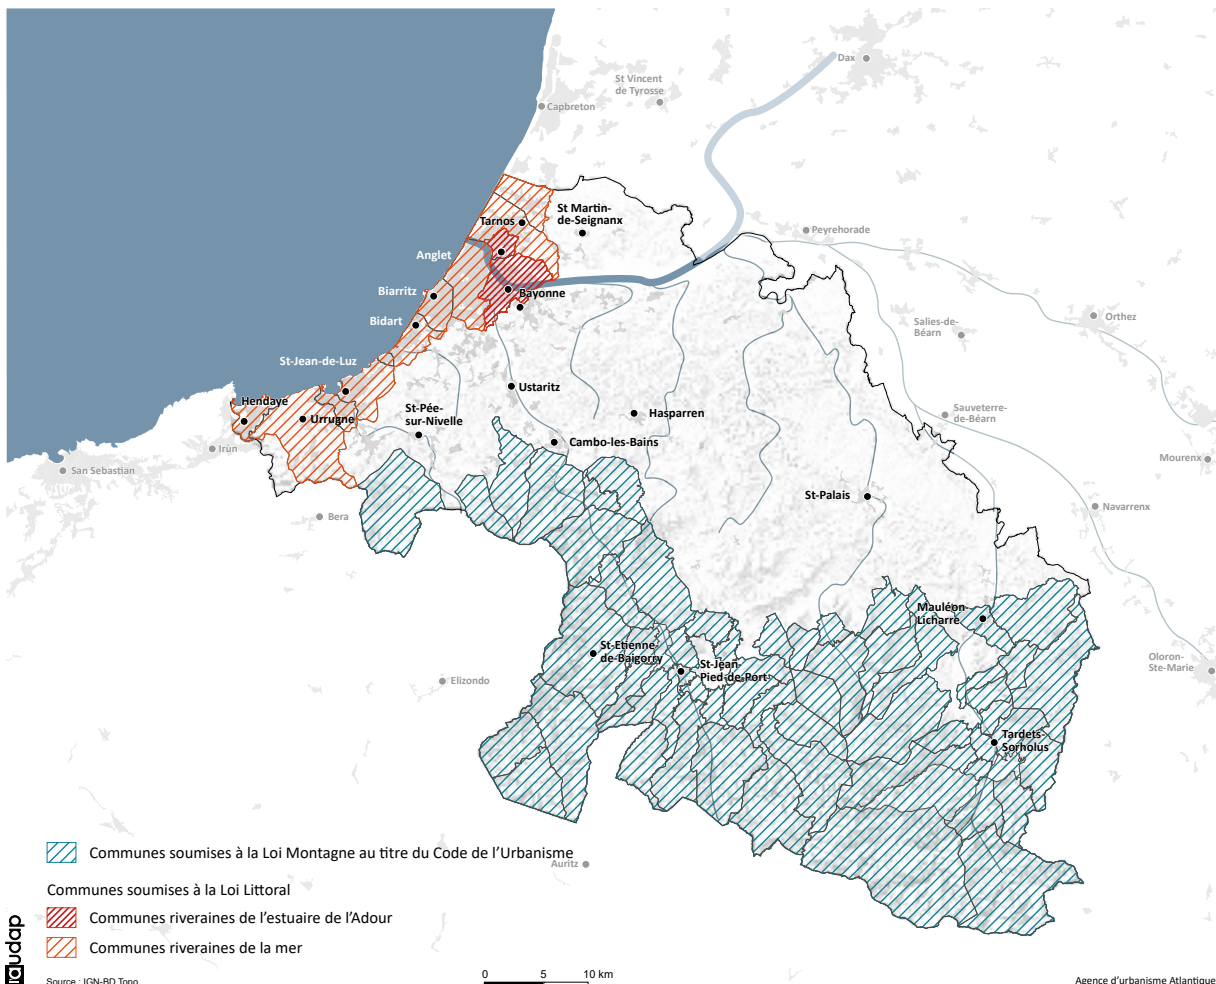 Dax
St Vincent
de Tyrosse
Capbreton
St Martin-
de-Seignanx
Tarnos
Peyrehorade
Anglet
Biarritz
Bayonne
Bidart
Orthez
Salies-de-
Béarn
St-Jean-de-Luz
Ustaritz
Hendaye
Urrugne
St-Pée-
sur-Nivelle
Hasparren
Sauveterre-
de-Béarn
Irùn
Cambo-les-Bains
San Sebastian
Mourenx
St-Palais
Bera
Navarrenx
Mauléon-
Licharre
St-Etienne
de-Baigorry
St-Jean
Pied-de-Port
Oloron-
Ste-Marie
Elizondo
Tardets-
Sorholus
Communes soumises à la Loi Montagne au titre du Code de l'Urbanisme
Auritz
Communes soumises à la Loi Littoral
Communes riveraines de l'estuaire de l'Adour
Communes riveraines de la mer
audap
Source : IGN-BD Topo
0 5 10 km
Agence d'urbanisme Atlantique